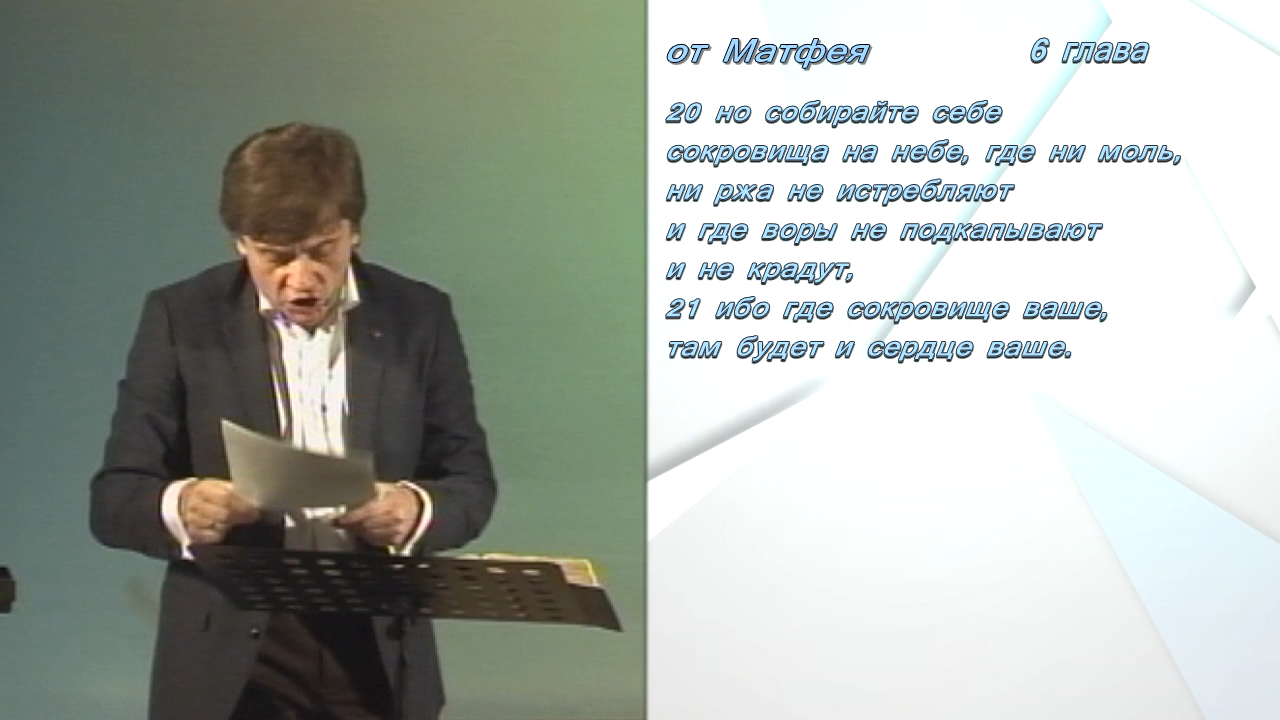 от Матфея 6 глава
20 но собирайте себе
сокровища на небе, где ни моль,
ни ржа не истребляют
и где воры не подкапывают
и не крадут,
21 ибо где сокровище ваше,
там будет и сердце ваше.